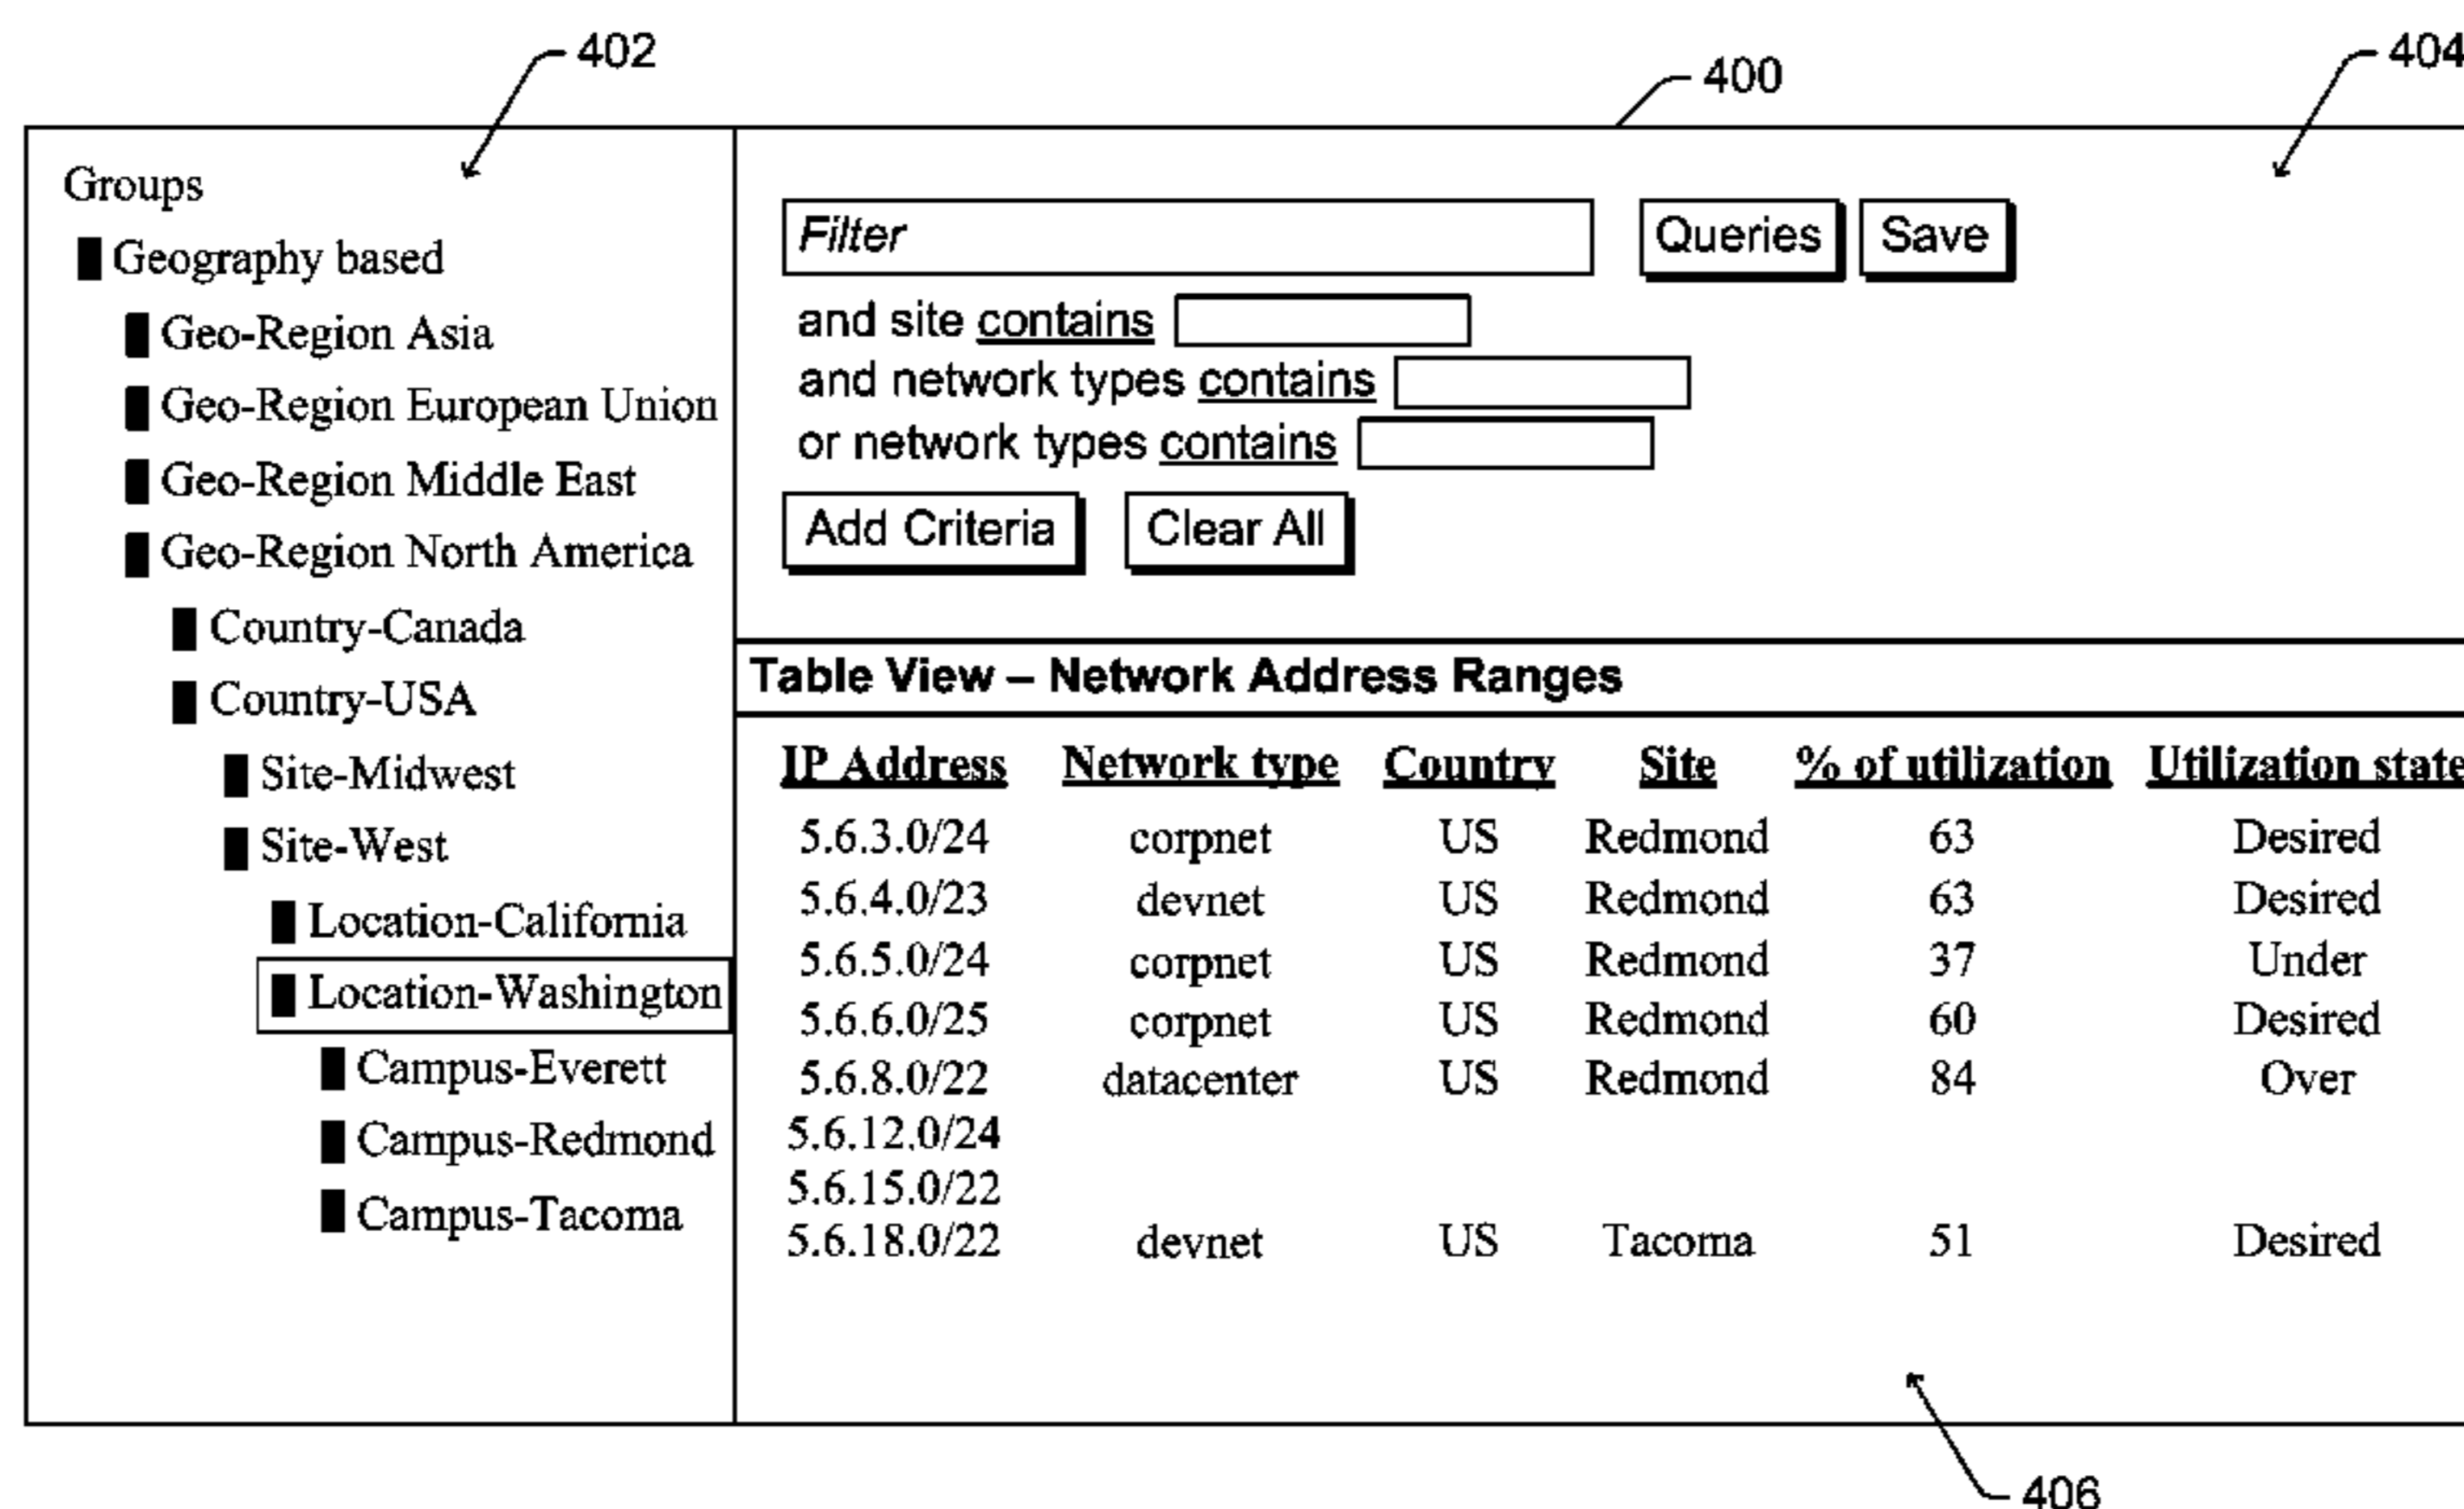 402
400
404
Groups
Geography based
Geo-Region Asia
Geo-Region European Union
Geo-Region Middle East
Geo-Region North America
Country-Canada
Country-USA
Site-Midwest
Site-West
Location-California
Location-Washington
Campus-Everett
Campus-Redmond
Campus-Tacoma
Filter Queries Save
and site contains
and network types contains
or network types contains
Add Criteria Clear All
Table View – Network Address Ranges
IP Address Network type Country Site % of utilization Utilization state
5.6.3.0/24 corpnet US Redmond 63 Desired
5.6.4.0/23 devnet US Redmond 63 Desired
5.6.5.0/24 corpnet US Redmond 37 Under
5.6.6.0/25 corpnet US Redmond 60 Desired
5.6.8.0/22 datacenter US Redmond 84 Over
5.6.12.0/24
5.6.15.0/22
5.6.18.0/22 devnet US Tacoma 51 Desired
406